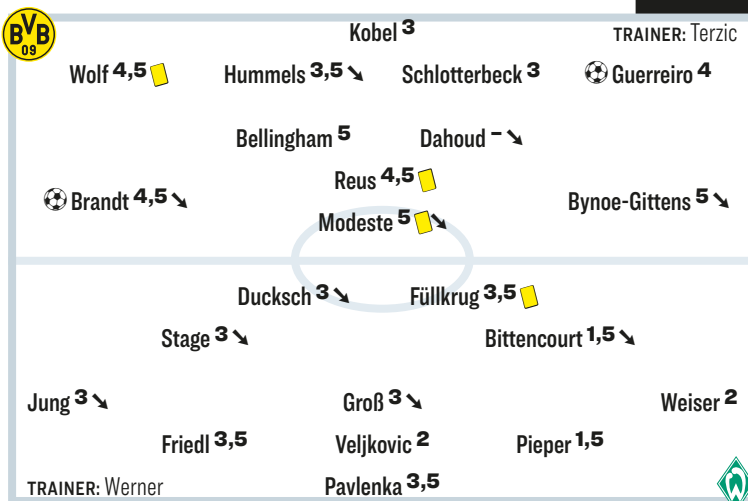 BVB
09
Kobel 3
TRAINER: Terzic
Wolf 4,5 Hummels 3,5 Schlotterbeck 3 Guerreiro 4
Bellingham 5 Dahoud –
Reus 4,5
Brandt 4,5 Bynoe-Gittens 5
Modeste 5
Ducksch 3 Füllkrug 3,5
Stage 3 Bittencourt 1,5
Jung 3 Groß 3 Weiser 2
Friedl 3,5 Veljkovic 2 Pieper 1,5
TRAINER: Werner Pavlenka 3,5
W